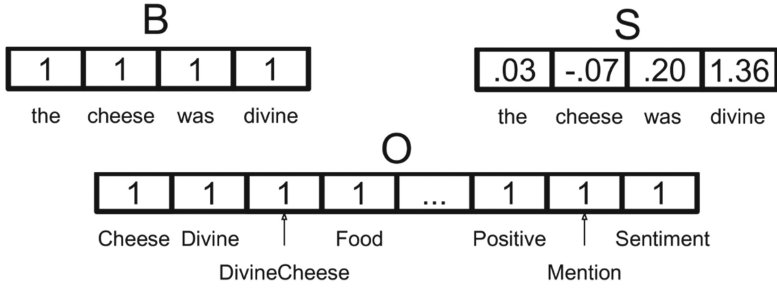 B
S
1 1 1 1
.03 -.07 .20 1.36
the cheese was divine
the cheese was divine
O
1 1 1 1 ... 1 1 1
Cheese Divine Food Positive Sentiment
DivineCheese Mention